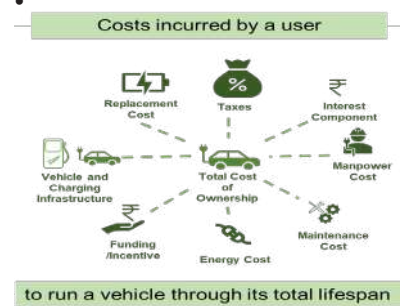 Costs incurred by a user
Replacement
Cost
%
Taxes
₹
Interest
Component
Vehicle and
Charging
Infrastructure
Total Cost
of
Ownership
Manpower
Cost
₹
Funding
/Incentive
Energy Cost
Maintenance
Cost
to run a vehicle through its total lifespan